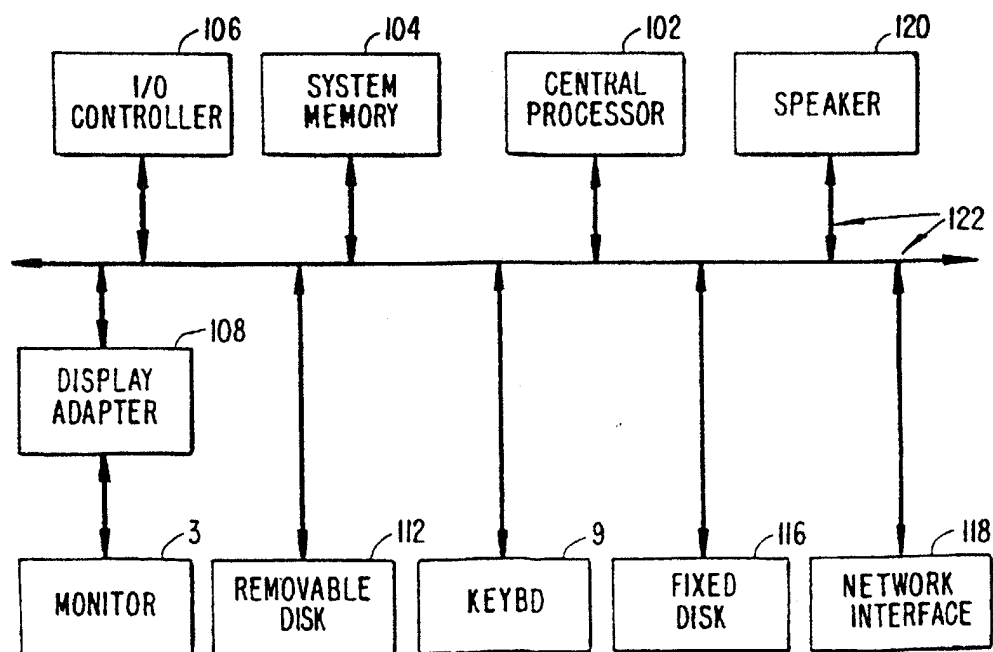 106
104
102
120
I/O
CONTROLLER
SYSTEM
MEMORY
CENTRAL
PROCESSOR
SPEAKER
122
108
DISPLAY
ADAPTER
3
112
9
116
118
MONITOR
REMOVABLE
DISK
KEYBD
FIXED
DISK
NETWORK
INTERFACE